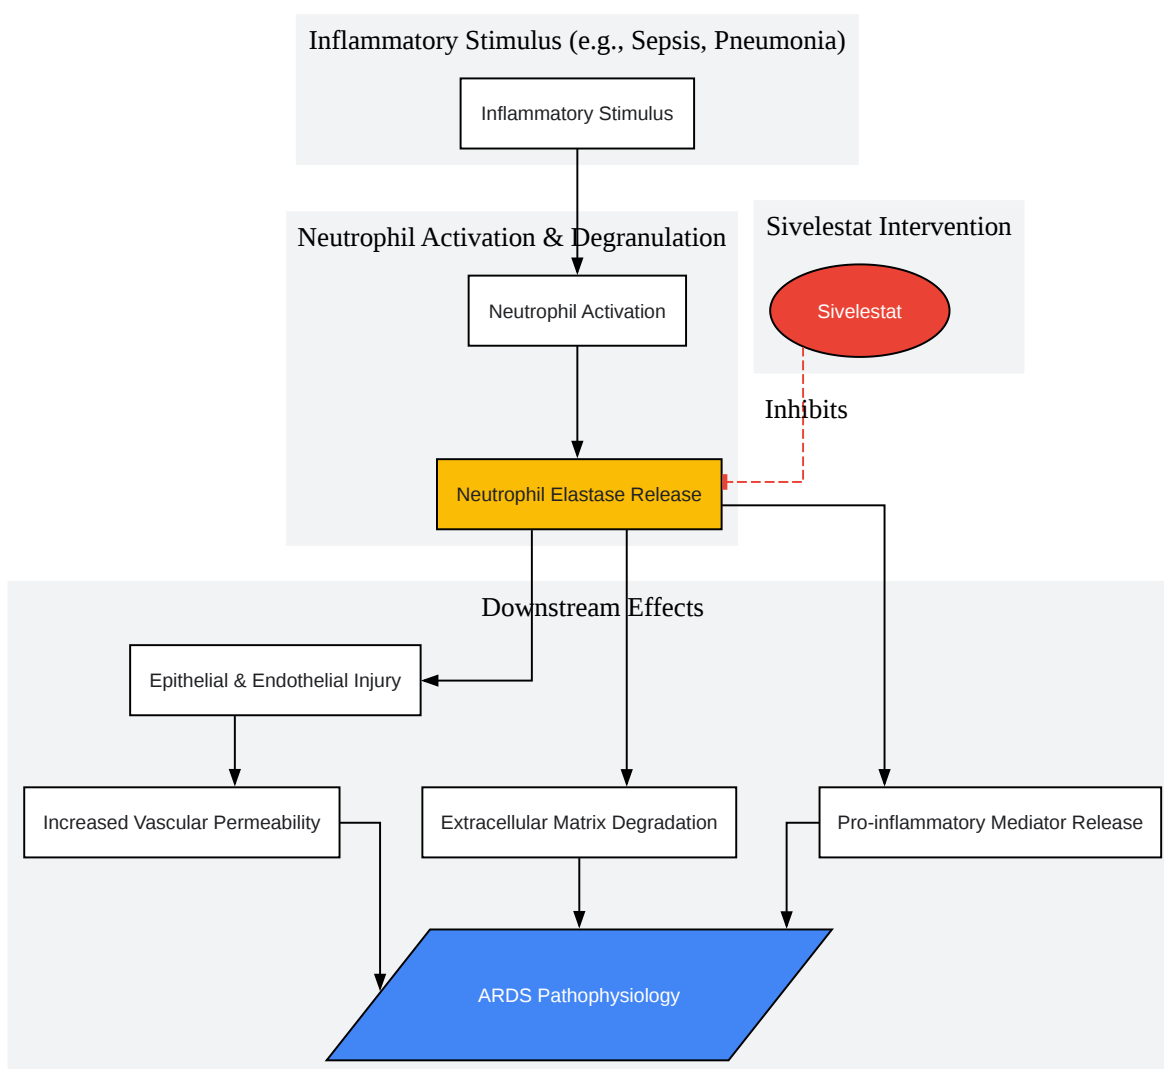 Inflammatory Stimulus (e.g., Sepsis, Pneumonia)
Inflammatory Stimulus
Neutrophil Activation & Degranulation
Sivelestat Intervention
Neutrophil Activation
Sivelestat
Inhibits
Neutrophil Elastase Release
Downstream Effects
Epithelial & Endothelial Injury
Increased Vascular Permeability
Extracellular Matrix Degradation
Pro-inflammatory Mediator Release
ARDS Pathophysiology